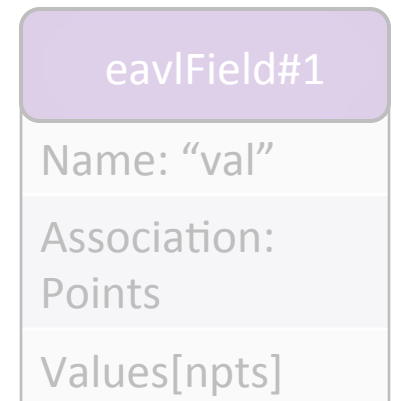 eavlField#1
Name: “val”
Association:
Points
Values[npts]